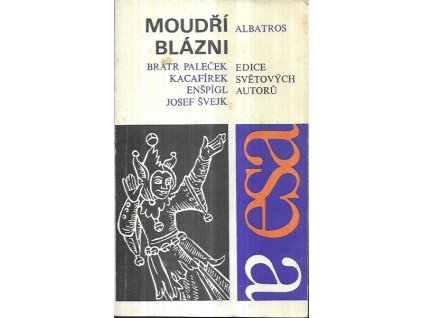 MOUDŘÍ
BLÁZNI
ALBATROS
BRATR PALEČEK
KACAFÍREK
ENŠPÍGL
JOSEF ŠVEJK
EDICE
SVĚTOVÝCH
AUTORŮ
esa
a